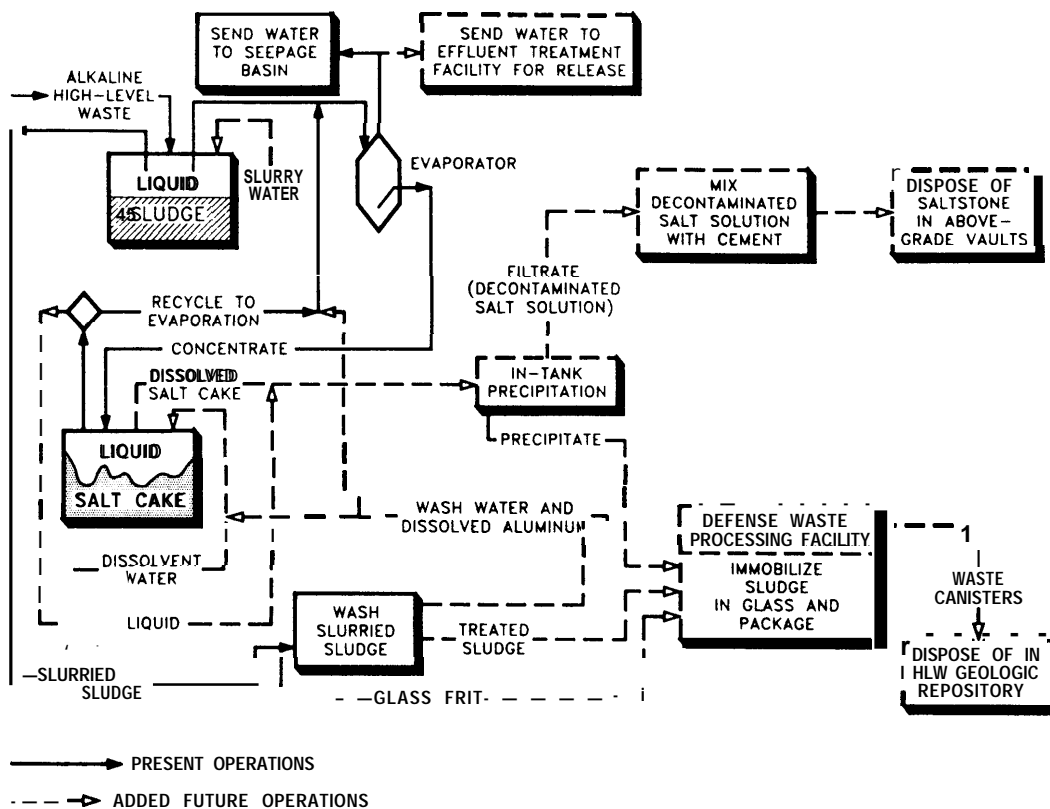 SEND WATER
TO SEEPAGE
BASIN
SEND WATER TO
EFFLUENT TREATMENT
FACILITY FOR RELEASE
ALKALINE
HIGH-LEVEL
WASTE
LIQUID
SLUDGE
SLURRY
WATER
EVAPORATOR
MIX
DECONTAMINATED
SALT SOLUTION
WITH CEMENT
DISPOSE OF
SALTSTONE
IN ABOVE-
GRADE VAULTS
FILTRATE
(DECONTAMINATED
SALT SOLUTION)
RECYCLE TO
EVAPORATION
CONCENTRATE
DISSOLVED
SALT CAKE
IN-TANK
PRECIPITATION
PRECIPITATE
LIQUID
SALT CAKE
WASH WATER AND
DISSOLVED ALUMINUM
DISSOLVENT
WATER
DEFENSE WASTE
PROCESSING FACILITY
IMMOBILIZE
SLUDGE
IN GLASS AND
PACKAGE
WASTE
CANISTERS
LIQUID
WASH
SLURRIED
SLUDGE
TREATED
SLUDGE
DISPOSE OF IN
HLW GEOLOGIC
REPOSITORY
SLURRIED
SLUDGE
GLASS FRIT
PRESENT OPERATIONS
ADDED FUTURE OPERATIONS